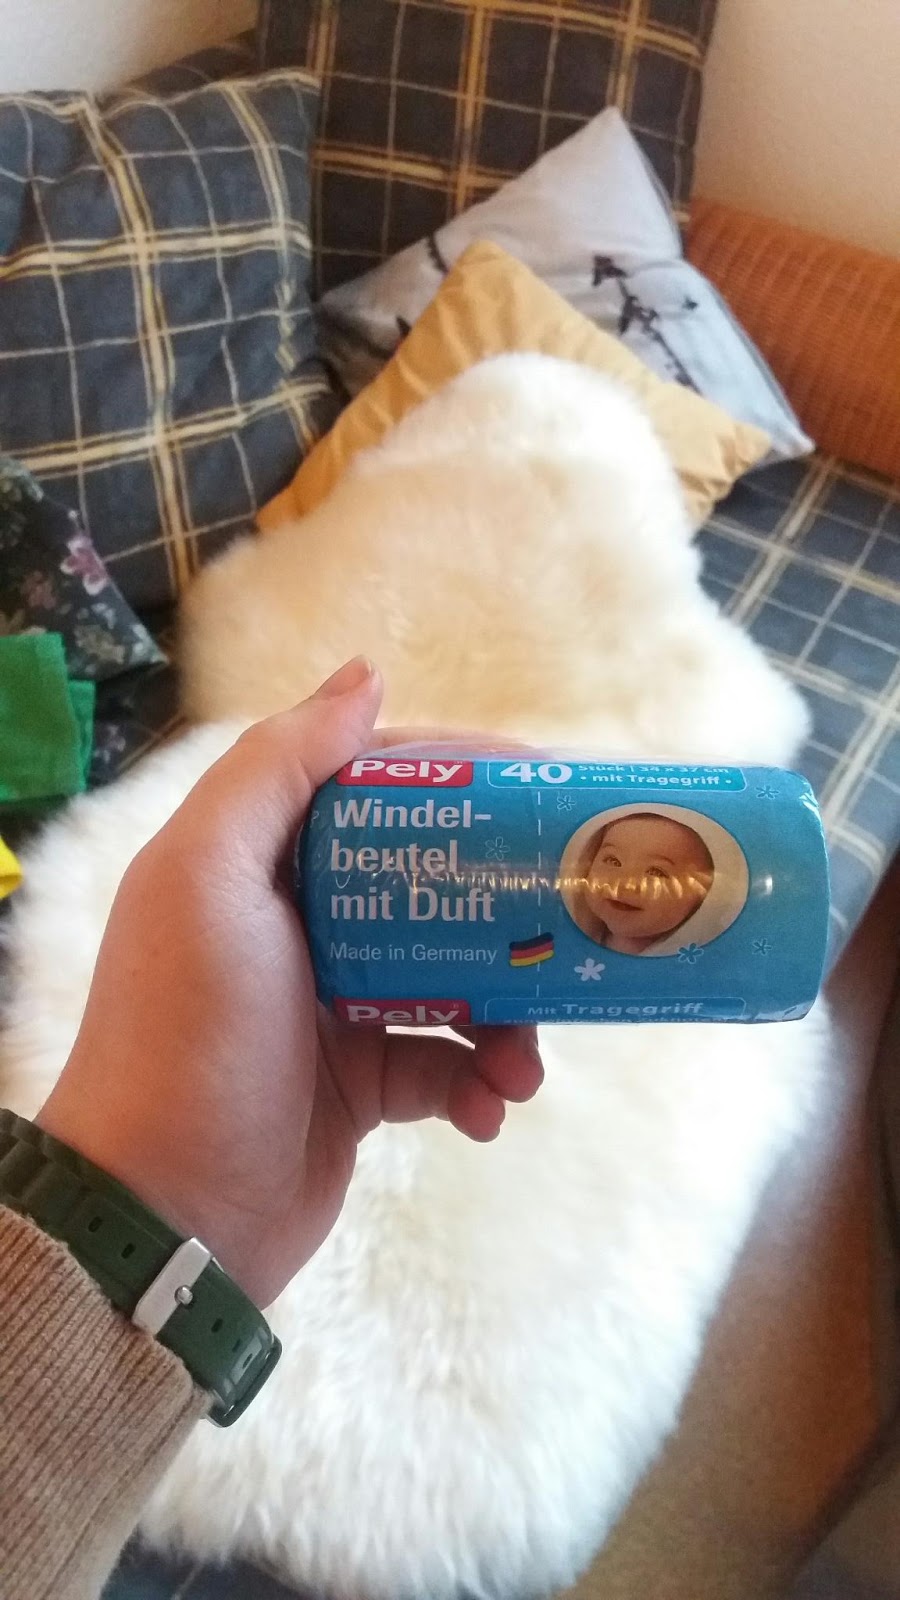 Pely
40 Stück | 34 x 37 cm
• mit Tragegriff •
Windel-
beutel
mit Duft
Made in Germany
Pely®
Mit Tragegriff